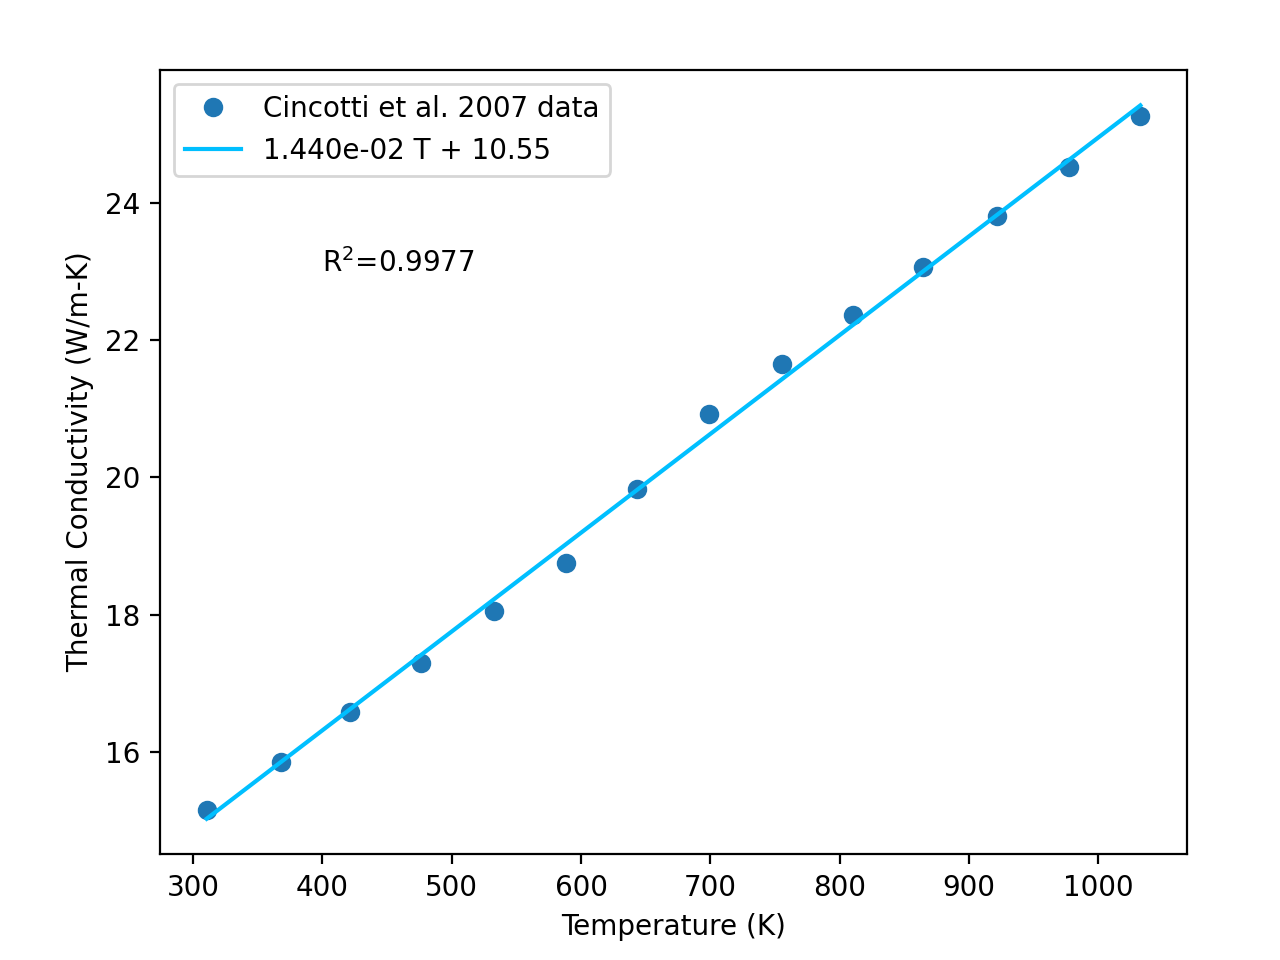 Cincotti et al. 2007 data
1.440e-02 T + 10.55
R²=0.9977
Thermal Conductivity (W/m-K)
24
22
20
18
16
300 400 500 600 700 800 900 1000
Temperature (K)